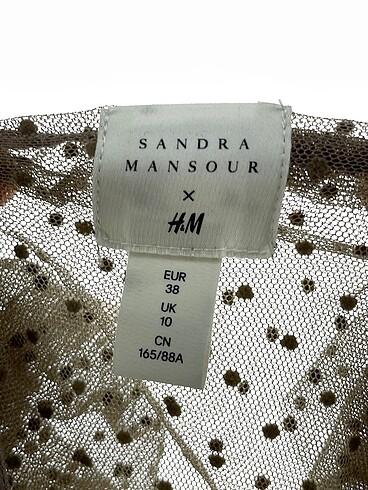 SANDRA
MANSOUR
×
H&M
EUR
38
UK
10
CN
165/88A